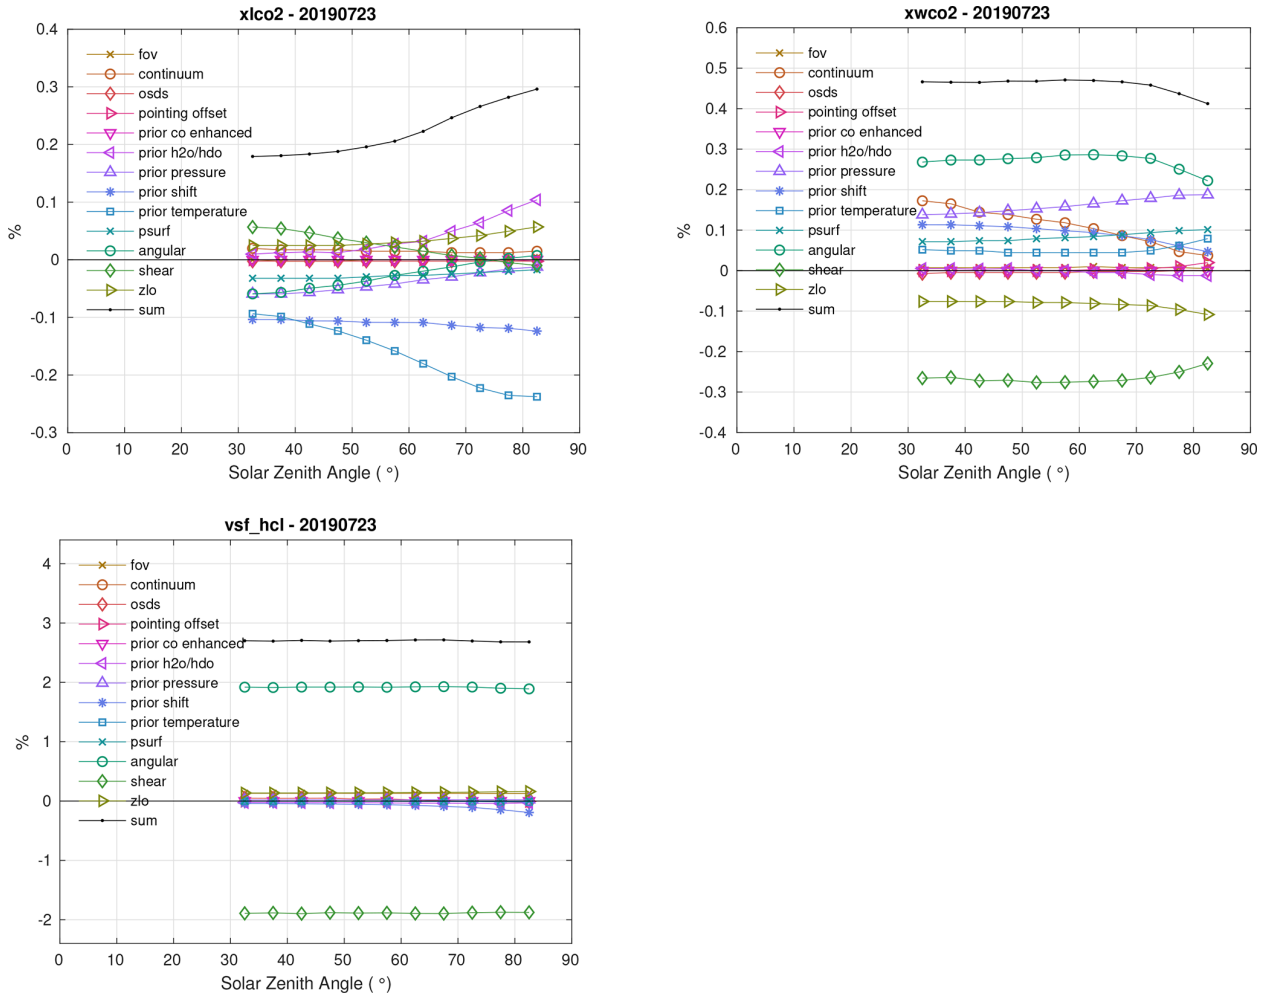 xlco2 - 20190723
0.4
0.3
0.2
0.1
0
-0.1
-0.2
-0.3
%
fov
continuum
osds
pointing offset
prior co enhanced
prior h2o/hdo
prior pressure
prior shift
prior temperature
psurf
angular
shear
zlo
sum
0 10 20 30 40 50 60 70 80 90
Solar Zenith Angle ( °)
xwco2 - 20190723
0.6
0.5
0.4
0.3
0.2
0.1
0
-0.1
-0.2
-0.3
-0.4
%
fov
continuum
osds
pointing offset
prior co enhanced
prior h2o/hdo
prior pressure
prior shift
prior temperature
psurf
angular
shear
zlo
sum
0 10 20 30 40 50 60 70 80 90
Solar Zenith Angle ( °)
vsf_hcl - 20190723
4
3
2
1
0
-1
-2
%
fov
continuum
osds
pointing offset
prior co enhanced
prior h2o/hdo
prior pressure
prior shift
prior temperature
psurf
angular
shear
zlo
sum
0 10 20 30 40 50 60 70 80 90
Solar Zenith Angle ( °)